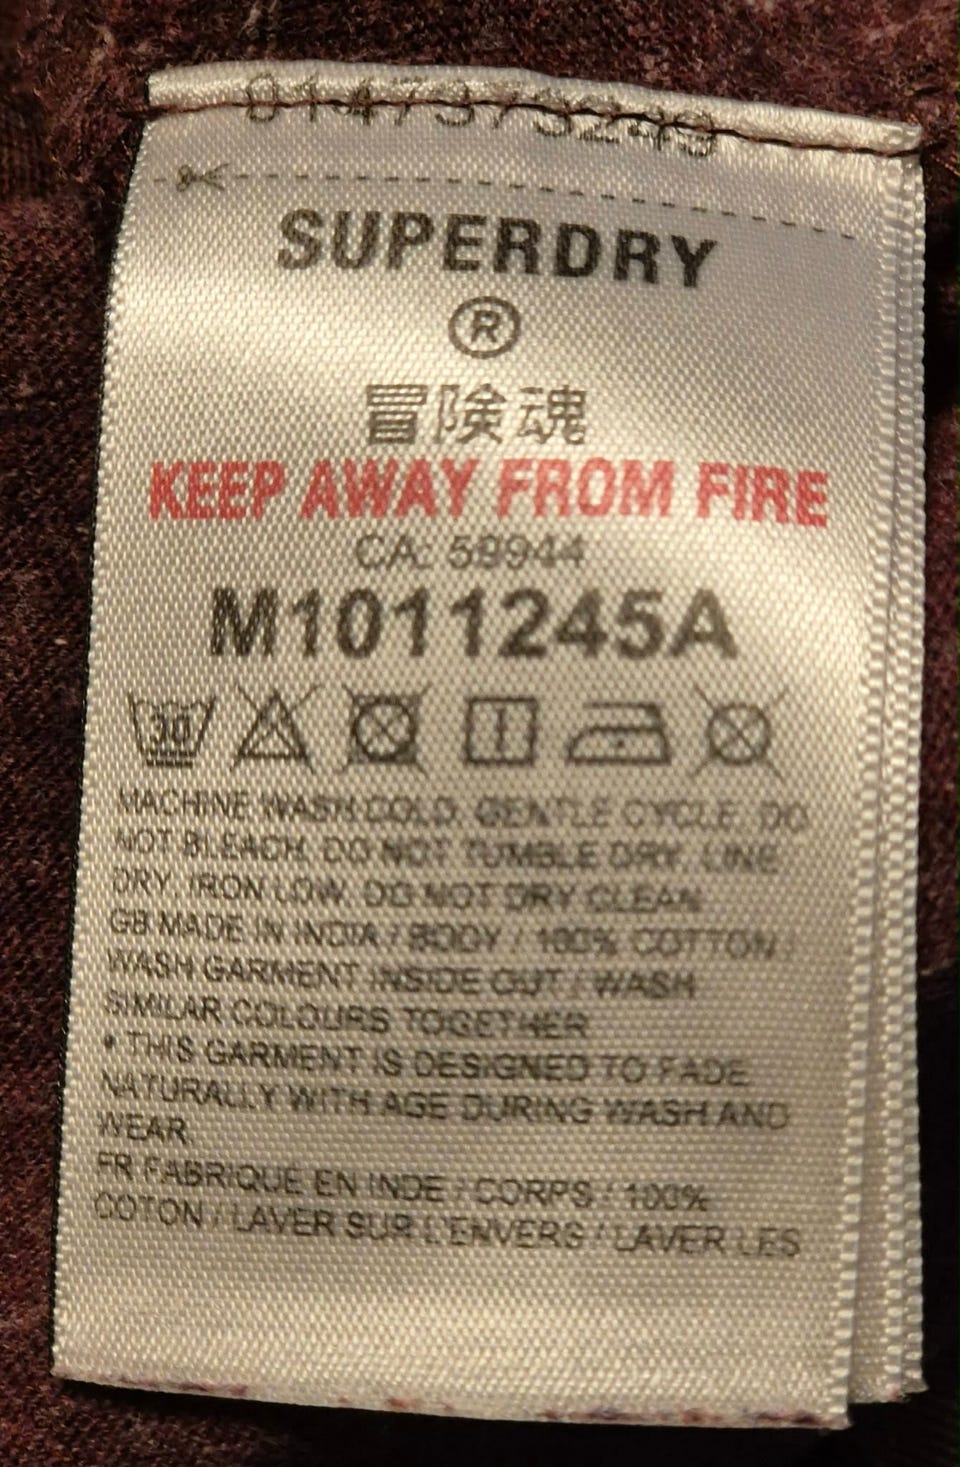 SUPERDRY
®
冒険魂
KEEP AWAY FROM FIRE
CA: 59944
M1011245A
30
MACHINE WASH COLD. GENTLE CYCLE. DO
NOT BLEACH. DO NOT TUMBLE DRY. LINE
DRY. IRON LOW. DO NOT DRY CLEAN.
GB MADE IN INDIA / BODY / 100% COTTON /
WASH GARMENT INSIDE OUT / WASH
SIMILAR COLOURS TOGETHER
* THIS GARMENT IS DESIGNED TO FADE
NATURALLY WITH AGE DURING WASH AND
WEAR.
FR FABRIQUÉ EN INDE / CORPS / 100%
COTON / LAVER SUR L'ENVERS / LAVER LES